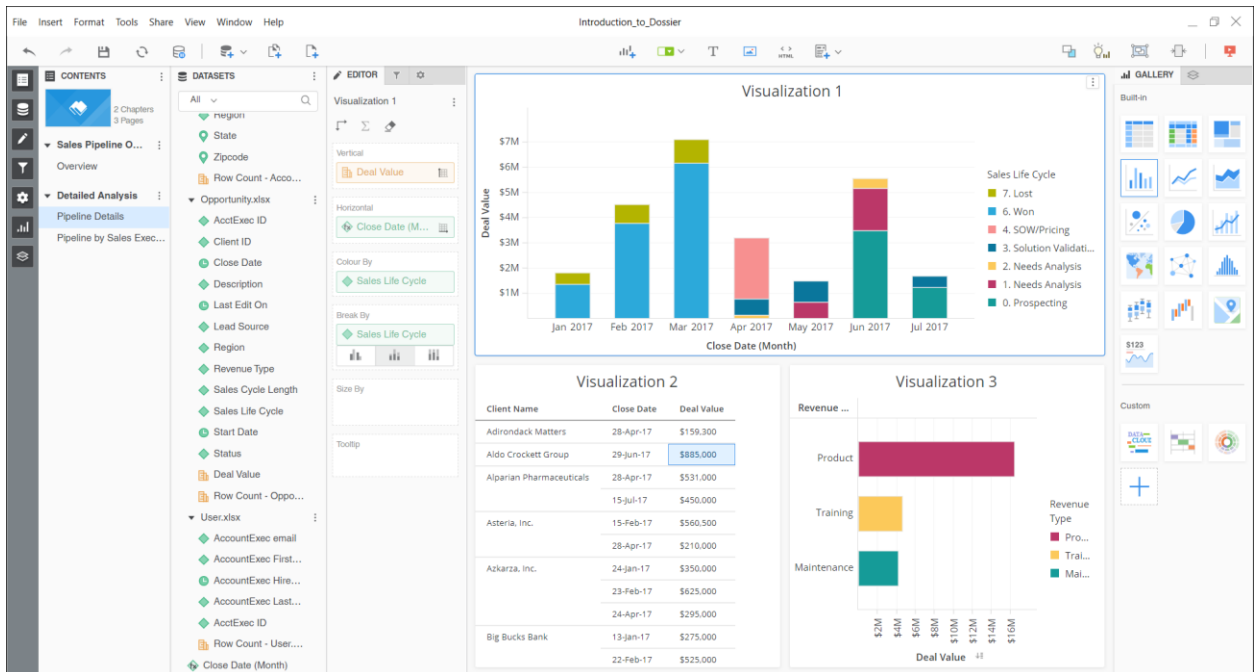 File Insert Format Tools Share View Window Help
Introduction_to_Dossier
CONTENTS
2 Chapters
3 Pages
Sales Pipeline O...
Overview
Detailed Analysis
Pipeline Details
Pipeline by Sales Exec...
DATASETS
All
Region
State
Zipcode
Row Count - Acco...
Opportunity.xlsx
AcctExec ID
Client ID
Close Date
Description
Last Edit On
Lead Source
Region
Revenue Type
Sales Cycle Length
Sales Life Cycle
Start Date
Status
Deal Value
Row Count - Oppo...
User.xlsx
AccountExec email
AccountExec First...
AccountExec Hire...
AccountExec Last...
AcctExec ID
Row Count - User....
Close Date (Month)
EDITOR
Visualization 1
Vertical
Deal Value
Horizontal
Close Date (M...
Colour By
Sales Life Cycle
Break By
Sales Life Cycle
Size By
Tooltip
T
< >
HTML
Visualization 1
Deal Value
$7M
$6M
$5M
$4M
$3M
$2M
$1M
Jan 2017 Feb 2017 Mar 2017 Apr 2017 May 2017 Jun 2017 Jul 2017
Close Date (Month)
Sales Life Cycle
7. Lost
6. Won
4. SOW/Pricing
3. Solution Validati...
2. Needs Analysis
1. Needs Analysis
0. Prospecting
Visualization 2
Client Name Close Date Deal Value
Adirondack Matters 28-Apr-17 $159,300
Aldo Crockett Group 29-Jun-17 $885,000
Alparian Pharmaceuticals 28-Apr-17 $531,000
15-Jul-17 $450,000
Asteria, Inc. 15-Feb-17 $560,500
28-Apr-17 $210,000
Azkarza, Inc. 24-Jan-17 $350,000
23-Feb-17 $625,000
24-Apr-17 $295,000
Big Bucks Bank 13-Jan-17 $275,000
22-Feb-17 $525,000
Visualization 3
Revenue ...
Product
Training
Maintenance
$2M $4M $6M $8M $10M $12M $14M $16M
Deal Value
Revenue
Type
Pro...
Trai...
Mai...
GALLERY
Built-in
$123
Custom
DATA
CLOUD